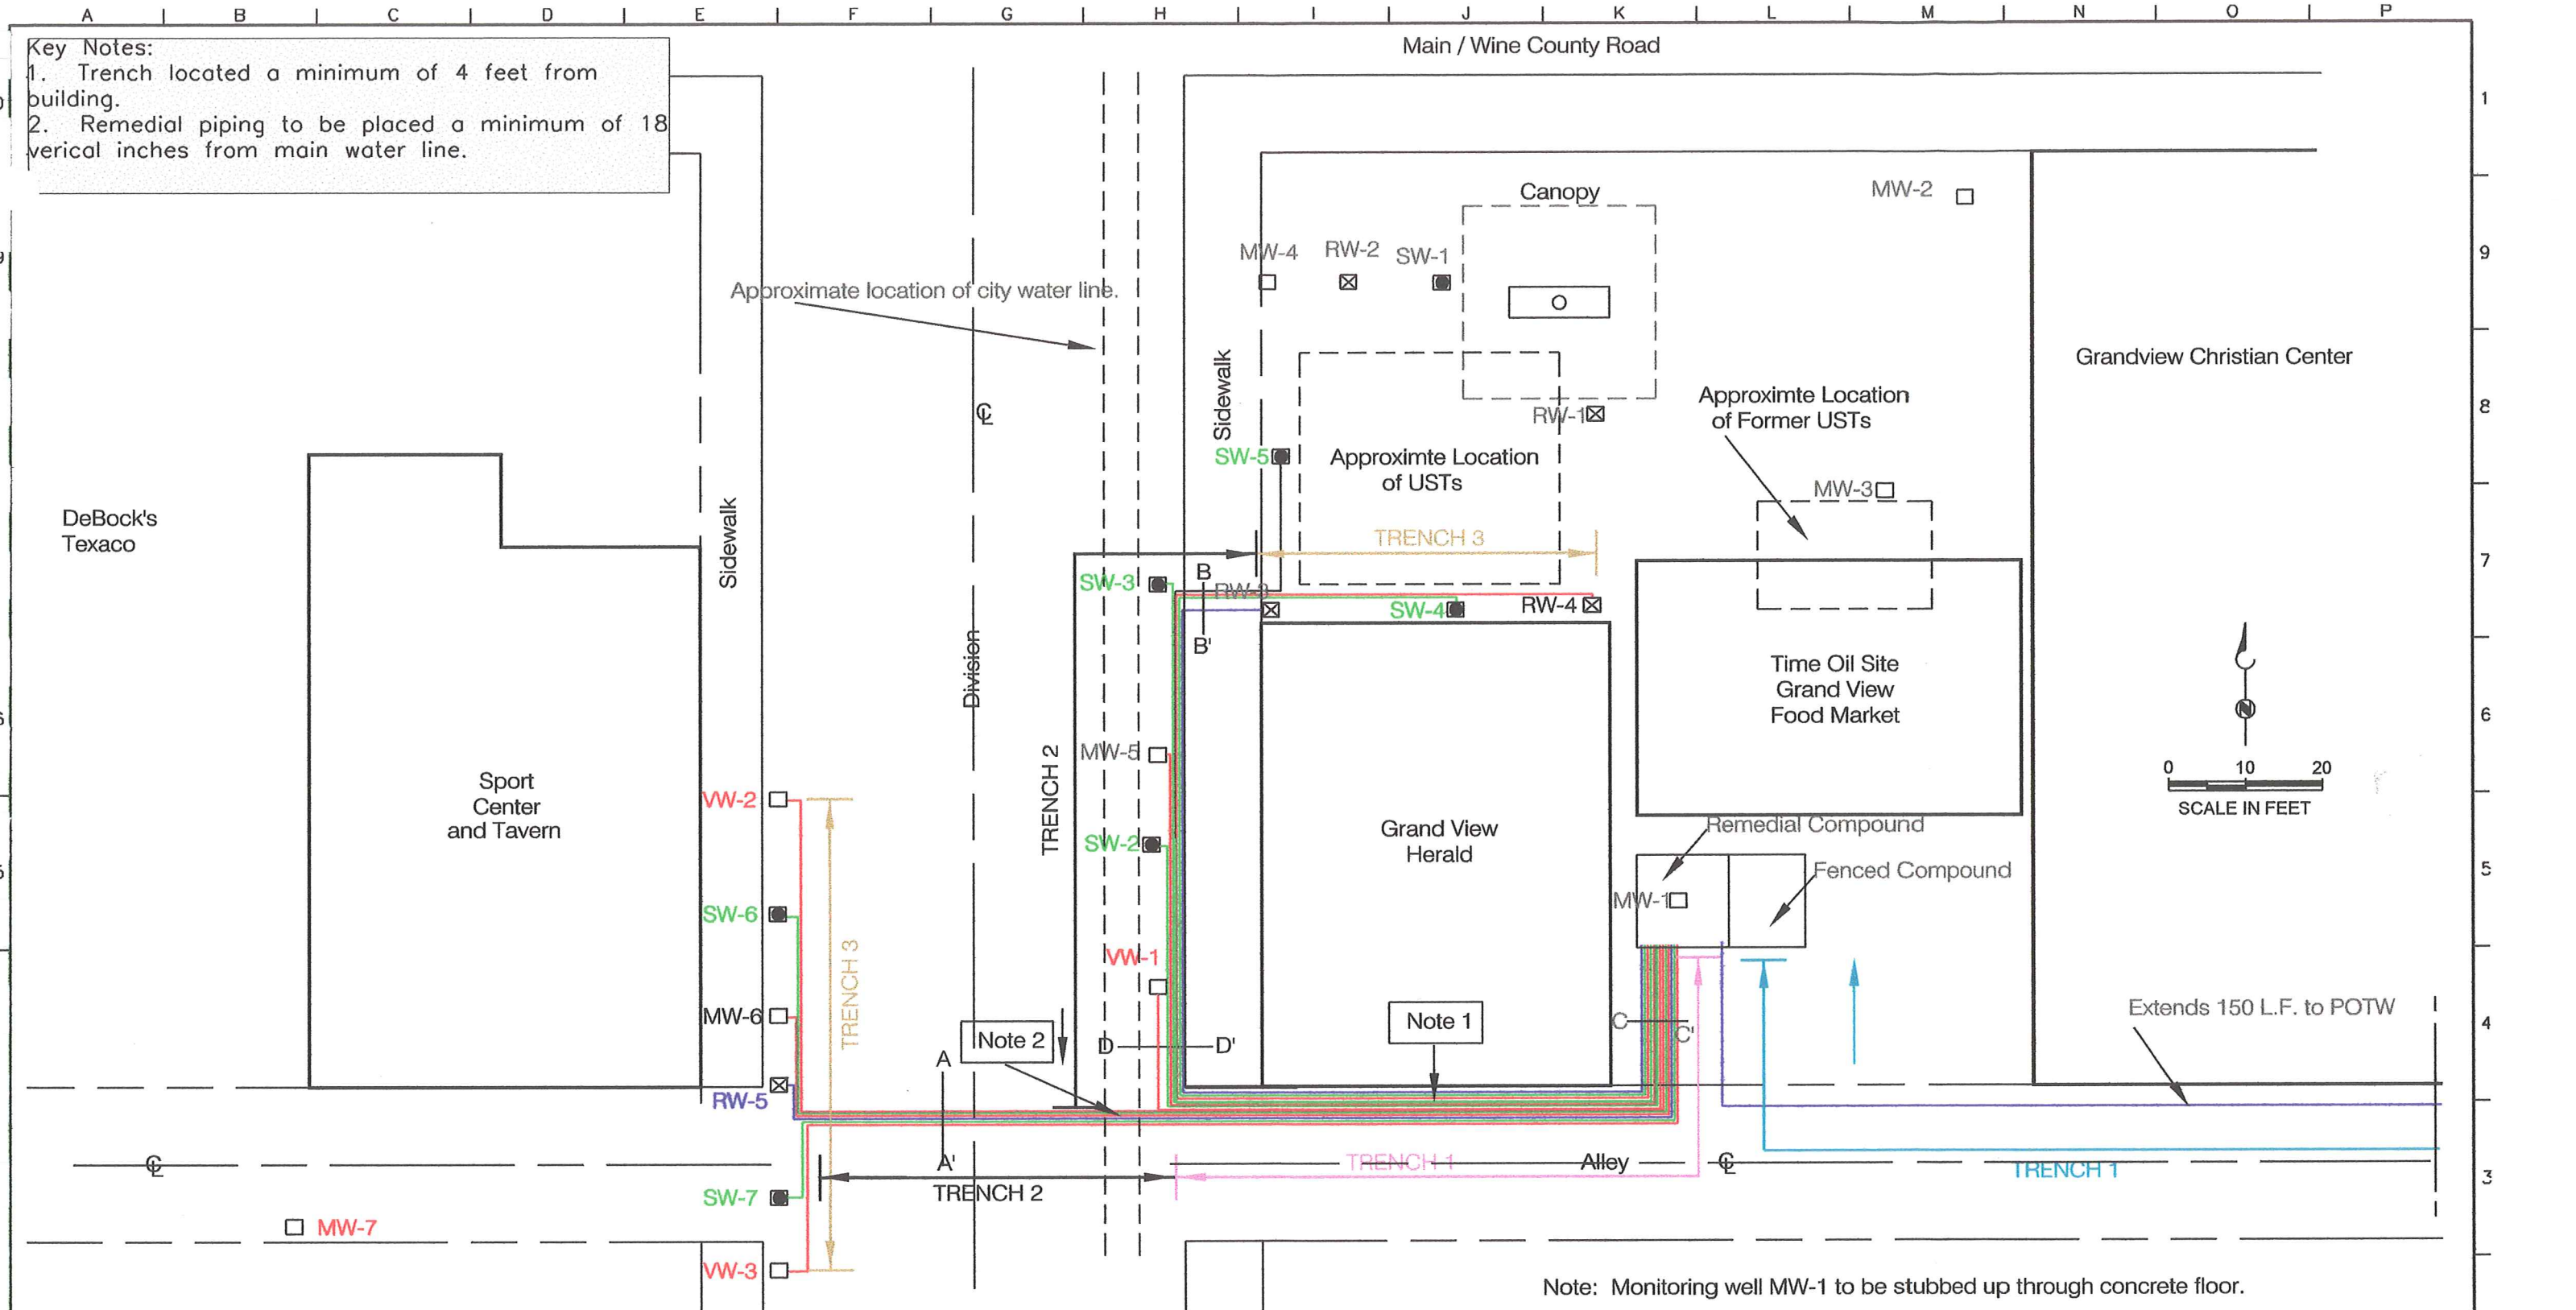 A B C D E F G H I J K L M N O P
Key Notes:
1. Trench located a minimum of 4 feet from
building.
2. Remedial piping to be placed a minimum of 18
verical inches from main water line.
Main / Wine County Road
1
Canopy
MW-2
MW-4
RW-2
SW-1
9
Approximate location of city water line.
Sidewalk
Grandview Christian Center
Approximte Location
of Former USTs
8
RW-1
SW-5
Approximte Location
of USTs
MW-3
DeBock's
Texaco
Sidewalk
TRENCH 3
7
SW-3
B
RW-3
SW-4
RW-4
B'
Division
Time Oil Site
Grand View
Food Market
6
N
TRENCH 2
MW-5
0 10 20
SCALE IN FEET
Sport
Center
and Tavern
VW-2
SW-2
Grand View
Herald
Remedial Compound
5
Fenced Compound
MW-1
SW-6
TRENCH 3
VW-1
Extends 150 L.F. to POTW
MW-6
Note 2
Note 1
C
C'
4
D
D'
A
RW-5
A'
TRENCH 1
Alley
TRENCH 1
3
TRENCH 2
SW-7
MW-7
VW-3
Note: Monitoring well MW-1 to be stubbed up through concrete floor.